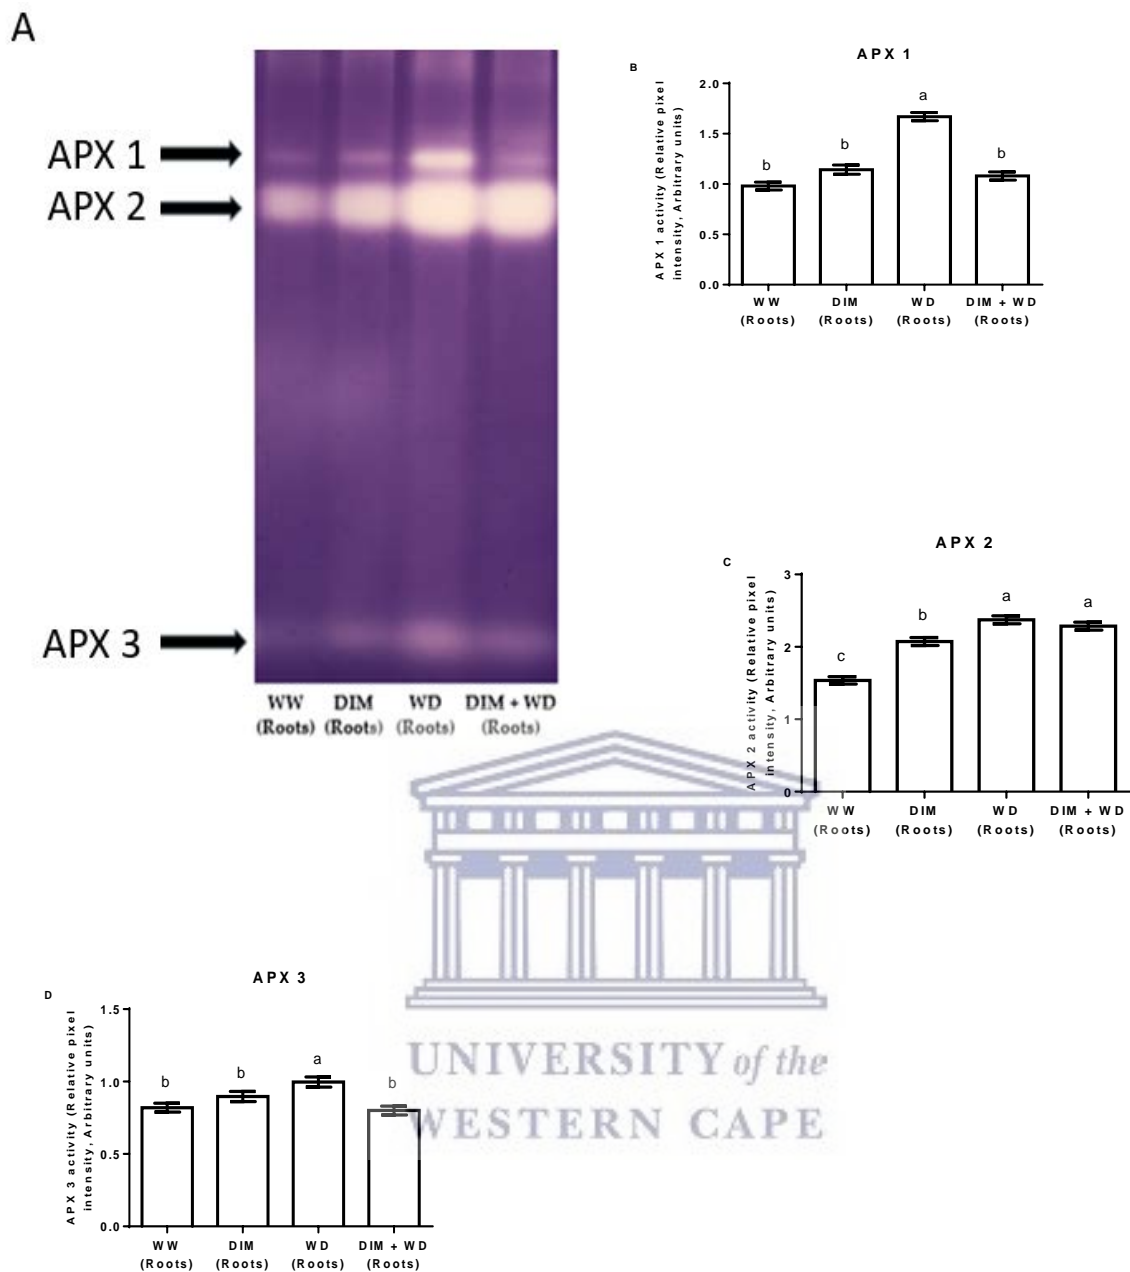 A
APX 1
APX 2
APX 3
WW DIM WD DIM + WD
(Roots) (Roots) (Roots) (Roots)
B
APX 1
APX 1 activity (Relative pixel
intensity, Arbitrary units)
2.0
1.5
1.0
0.5
0.0
b
b
a
b
WW DIM WD DIM + WD
(Roots) (Roots) (Roots) (Roots)
C
APX 2
APX 2 activity (Relative pixel
intensity, Arbitrary units)
3
2
1
0
c
b
a
a
WW DIM WD DIM + WD
(Roots) (Roots) (Roots) (Roots)
D
APX 3
APX 3 activity (Relative pixel
intensity, Arbitrary units)
1.5
1.0
0.5
0.0
b
b
a
b
WW DIM WD DIM + WD
(Roots) (Roots) (Roots) (Roots)
UNIVERSITY of the
WESTERN CAPE